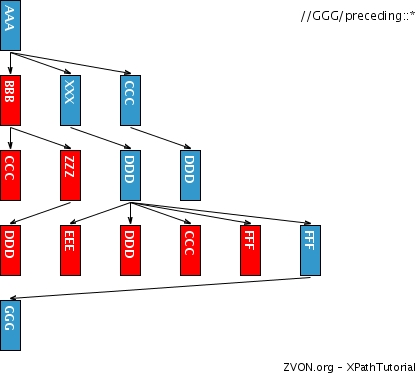 AAA
//GGG/preceding::*
BBB
XXX
CCC
CCC
ZZZ
DDD
DDD
DDD
EEE
DDD
CCC
FFF
FFF
GGG
ZVON.org – XPathTutorial